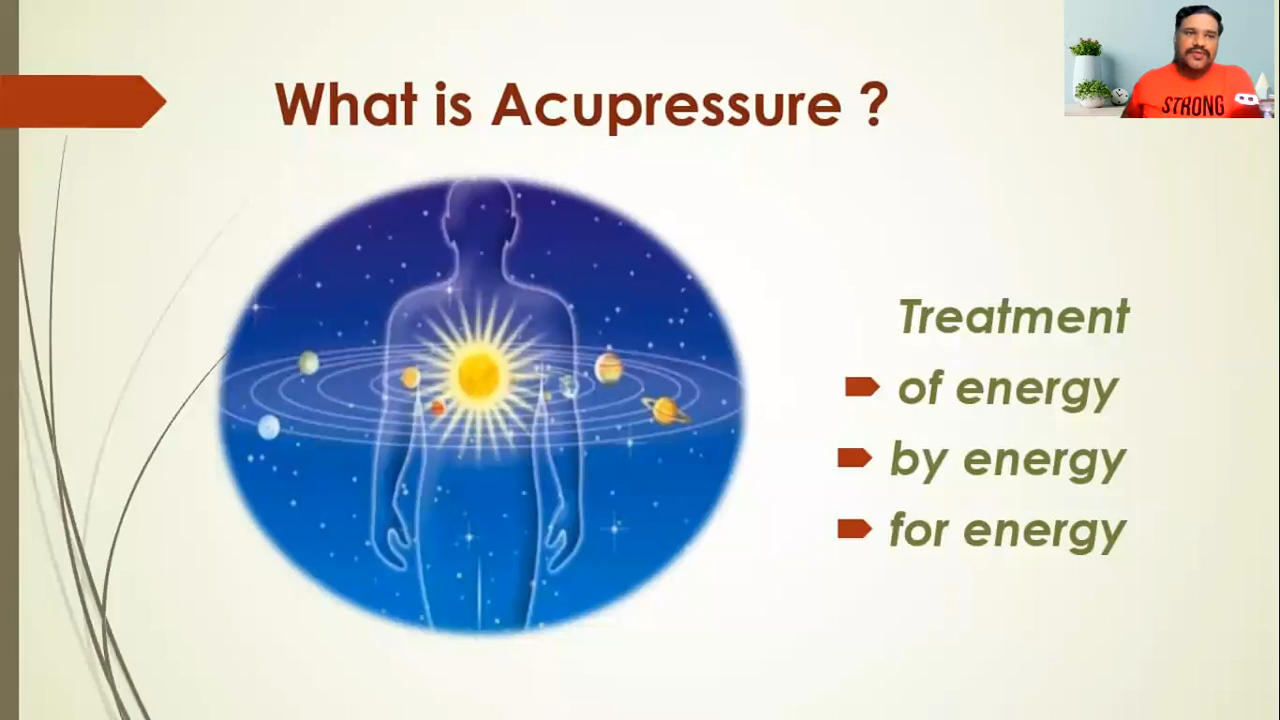 What is Acupressure ?
STRONG
Treatment
of energy
by energy
for energy